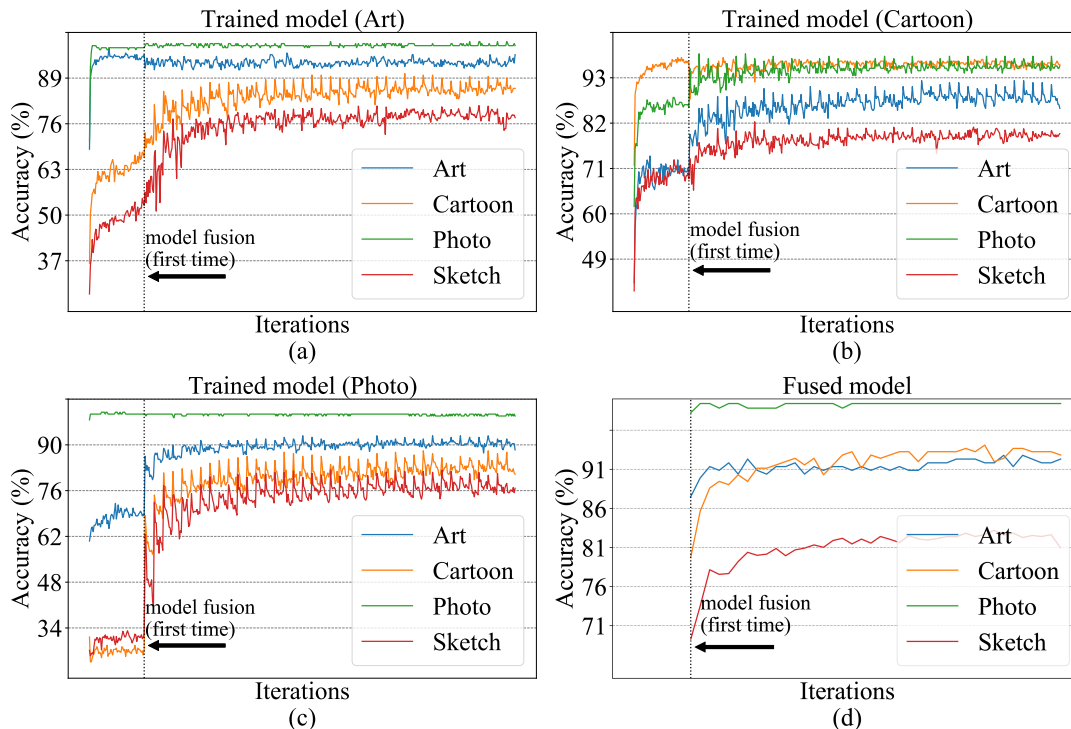 Trained model (Art)
Accuracy (%)
89
76
63
50
37
model fusion
(first time)
Art
Cartoon
Photo
Sketch
Iterations
(a)
Trained model (Cartoon)
Accuracy (%)
93
82
71
60
49
model fusion
(first time)
Art
Cartoon
Photo
Sketch
Iterations
(b)
Trained model (Photo)
Accuracy (%)
90
76
62
48
34
model fusion
(first time)
Art
Cartoon
Photo
Sketch
Iterations
(c)
Fused model
Accuracy (%)
91
86
81
76
71
model fusion
(first time)
Art
Cartoon
Photo
Sketch
Iterations
(d)